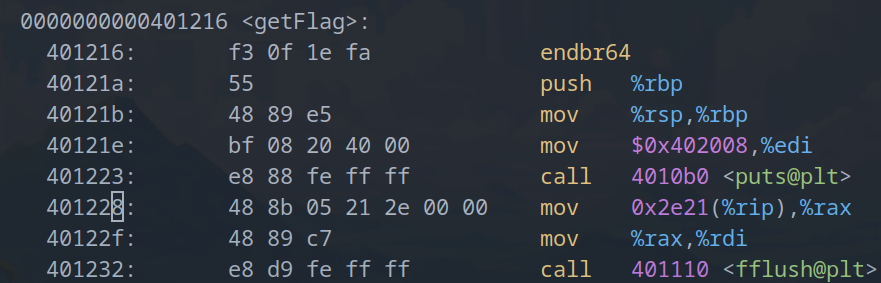 0000000000401216 <getFlag>:
401216: f3 0f 1e fa endbr64
40121a: 55 push %rbp
40121b: 48 89 e5 mov %rsp,%rbp
40121e: bf 08 20 40 00 mov $0x402008,%edi
401223: e8 88 fe ff ff call 4010b0 <puts@plt>
401228: 48 8b 05 21 2e 00 00 mov 0x2e21(%rip),%rax
40122f: 48 89 c7 mov %rax,%rdi
401232: e8 d9 fe ff ff call 401110 <fflush@plt>